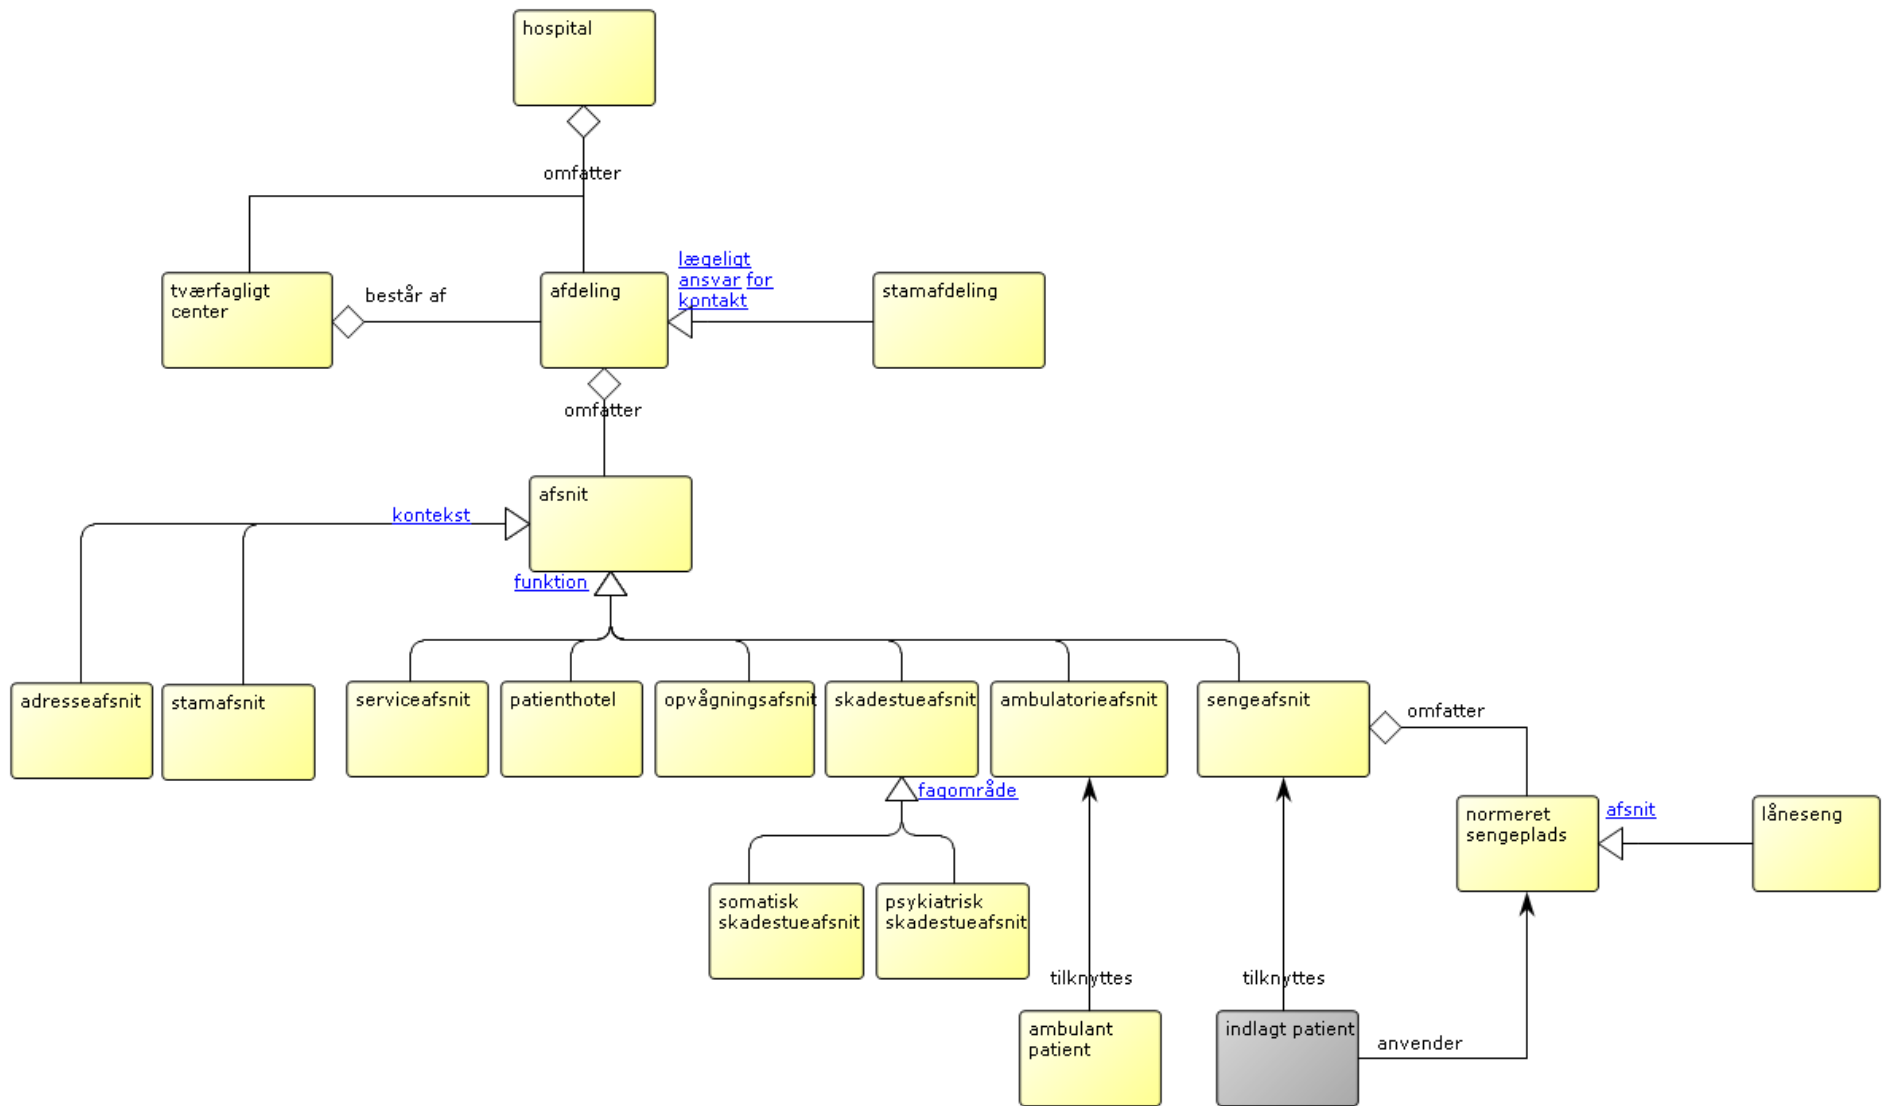 hospital
omfatter
tværfagligt
center
består af
afdeling
lægeligt
ansvar for
kontakt
stamafdeling
omfatter
afsnit
kontekst
funktion
adresseafsnit
stamafsnit
serviceafsnit
patienthotel
opvågningsafsnit
skadestueafsnit
ambulatorieafsnit
sengeafsnit
omfatter
fagområde
normeret
sengeplads
afsnit
låneseng
somatisk
skadestueafsnit
psykiatrisk
skadestueafsnit
tilknyttes
tilknyttes
ambulant
patient
indlagt patient
anvender